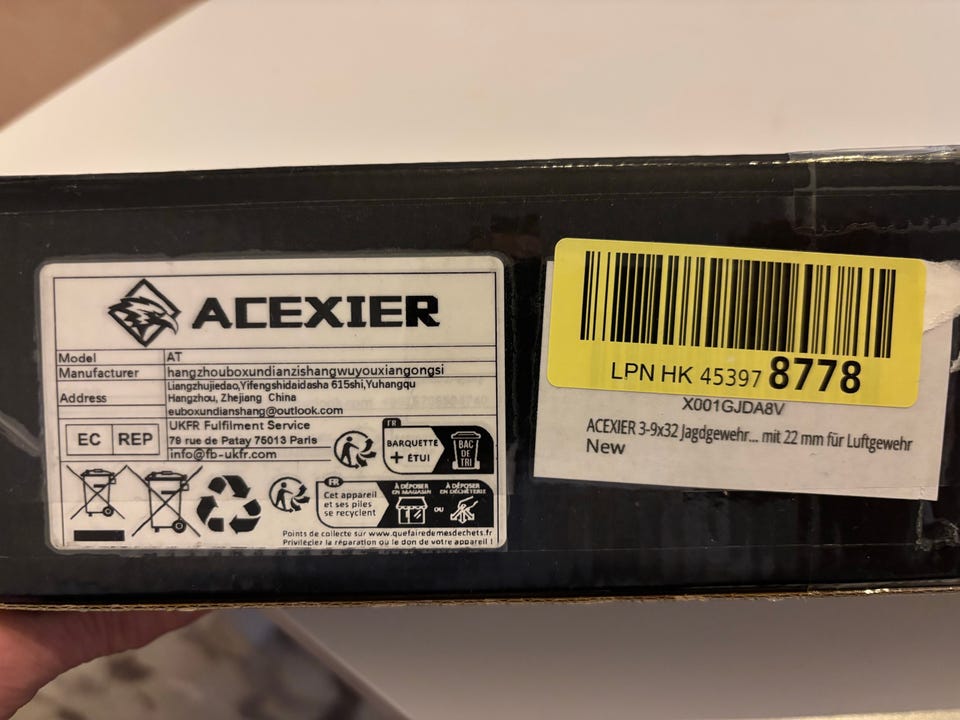 ACEXIER
Model AT
Manufacturer hangzhouboxundianzishangwuyouxiangongsi
Address Liangzhujiedao,Yifengshidaidasha 615shi,Yuhangqu
Hangzhou, Zhejiang China
euboxundianshang@outlook.com
EC REP
UKFR Fulfilment Service
79 rue de Patay 75013 Paris
info@fb-ukfr.com
FR
BARQUETTE
+ ÉTUI
BAC
DE
TRI
FR
Cet appareil
et ses piles
se recyclent
À DÉPOSER
EN MAGASIN
OU
À DÉPOSER
EN DÉCHÈTERIE
Points de collecte sur www.quefairedemesdechets.fr
Privilégiez la réparation ou le don de votre appareil !
LPN HK 45397 8778
X001GJDA8V
ACEXIER 3-9x32 Jagdgewehr... mit 22 mm für Luftgewehr
New